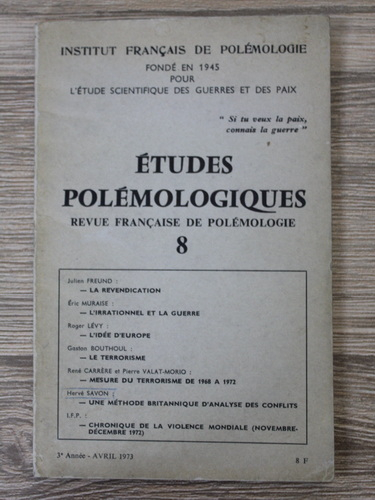 INSTITUT FRANÇAIS DE POLÉMOLOGIE
FONDÉ EN 1945
POUR
L'ÉTUDE SCIENTIFIQUE DES GUERRES ET DES PAIX
" Si tu veux la paix,
connais la guerre "
ÉTUDES
POLÉMOLOGIQUES
REVUE FRANÇAISE DE POLÉMOLOGIE
8
Julien FREUND :
— LA REVENDICATION
Éric MURAISE :
— L'IRRATIONNEL ET LA GUERRE
Roger LÉVY :
— L'IDÉE D'EUROPE
Gaston BOUTHOUL :
— LE TERRORISME
René CARRÈRE et Pierre VALAT-MORIO :
— MESURE DU TERRORISME DE 1968 A 1972
Hervé SAVON :
— UNE MÉTHODE BRITANNIQUE D'ANALYSE DES CONFLITS
I.F.P. :
— CHRONIQUE DE LA VIOLENCE MONDIALE (NOVEMBRE-
DÉCEMBRE 1972)
3e Année - AVRIL 1973 8 F